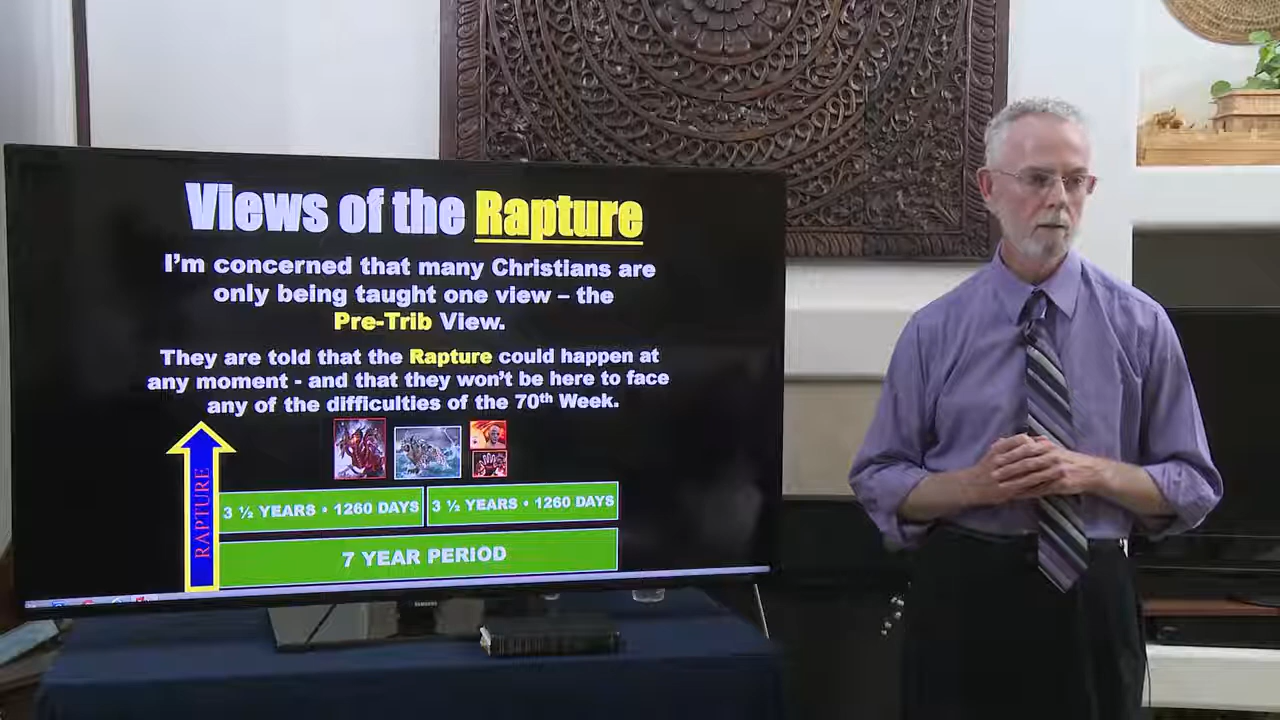 Views of the Rapture
I'm concerned that many Christians are
only being taught one view – the
Pre-Trib View.
They are told that the Rapture could happen at
any moment - and that they won't be here to face
any of the difficulties of the 70th Week.
RAPTURE
3 ½ YEARS • 1260 DAYS
3 ½ YEARS • 1260 DAYS
7 YEAR PERIOD
SAMSUNG